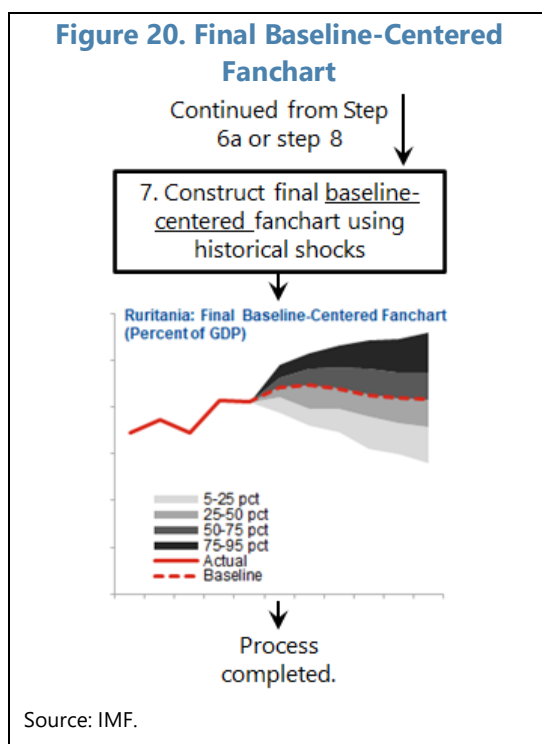 Figure 20. Final Baseline-Centered
Fanchart
Continued from Step
6a or step 8
7. Construct final baseline-
centered fanchart using
historical shocks
Ruritania: Final Baseline-Centered Fanchart
(Percent of GDP)
5-25 pct
25-50 pct
50-75 pct
75-95 pct
Actual
Baseline
Process
completed.
Source: IMF.